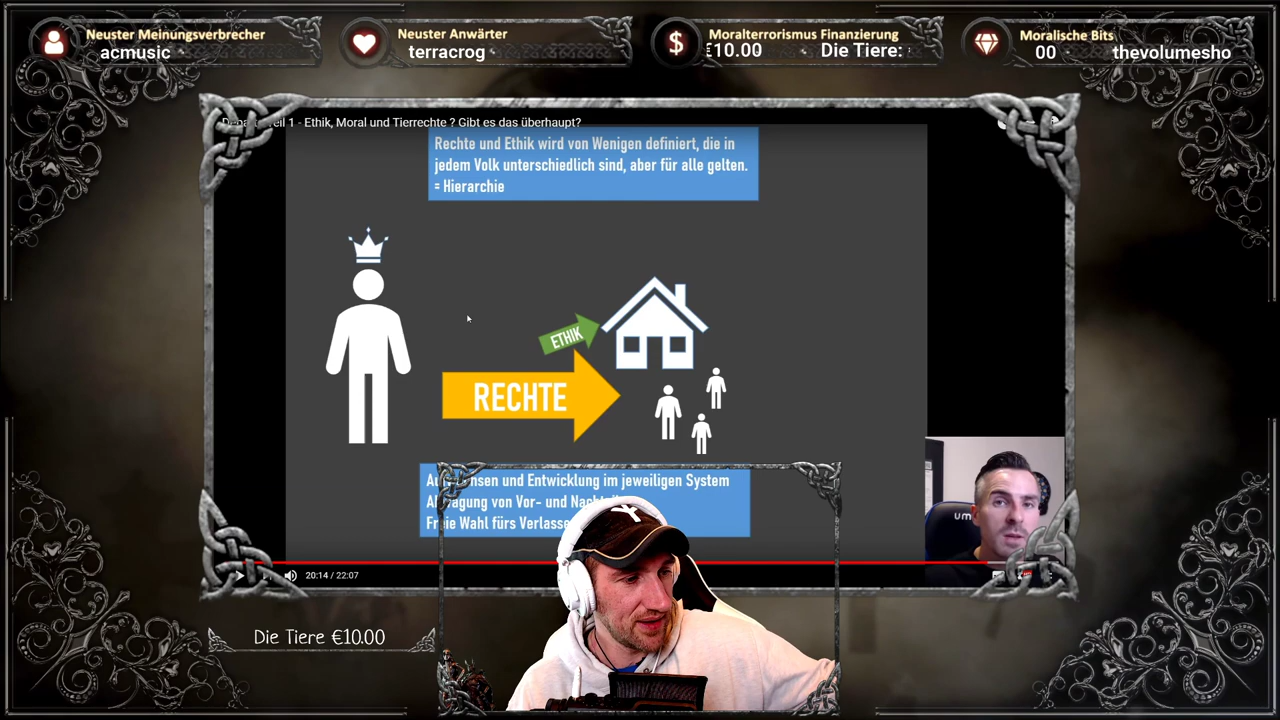 Neuster Meinungsverbrecher
acmusic
Neuster Anwärter
terracrog
$
Moralterrorismus Finanzierung
€10.00 Die Tiere:
Moralische Bits
00 thevolumesho
Teil 1 - Ethik, Moral und Tierrechte ? Gibt es das überhaupt?
Rechte und Ethik wird von Wenigen definiert, die in
jedem Volk unterschiedlich sind, aber für alle gelten.
= Hierarchie
ETHIK
RECHTE
und Entwicklung im jeweiligen System
von Vor- und
Freie Wahl fürs
um
20:14 / 22:07
Die Tiere €10.00